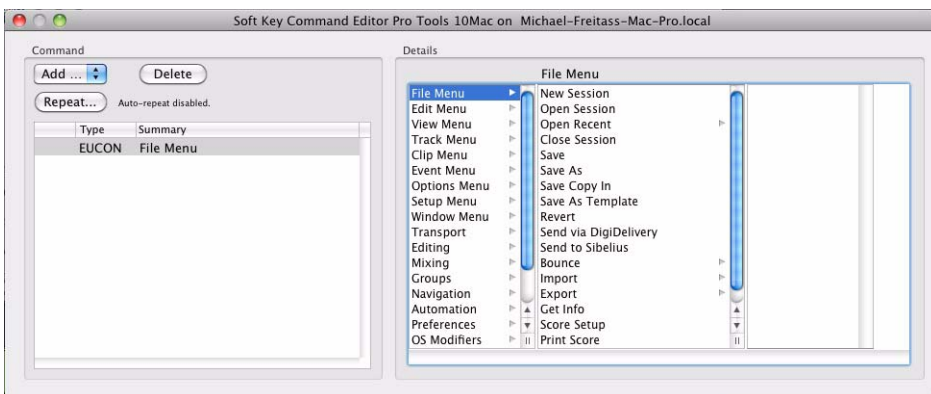 Soft Key Command Editor Pro Tools 10Mac on Michael-Freitass-Mac-Pro.local
Command
Add ...
Delete
Repeat...
Auto-repeat disabled.
Type Summary
EUCON File Menu
Details
File Menu
File Menu
Edit Menu
View Menu
Track Menu
Clip Menu
Event Menu
Options Menu
Setup Menu
Window Menu
Transport
Editing
Mixing
Groups
Navigation
Automation
Preferences
OS Modifiers
New Session
Open Session
Open Recent
Close Session
Save
Save As
Save Copy In
Save As Template
Revert
Send via DigiDelivery
Send to Sibelius
Bounce
Import
Export
Get Info
Score Setup
Print Score